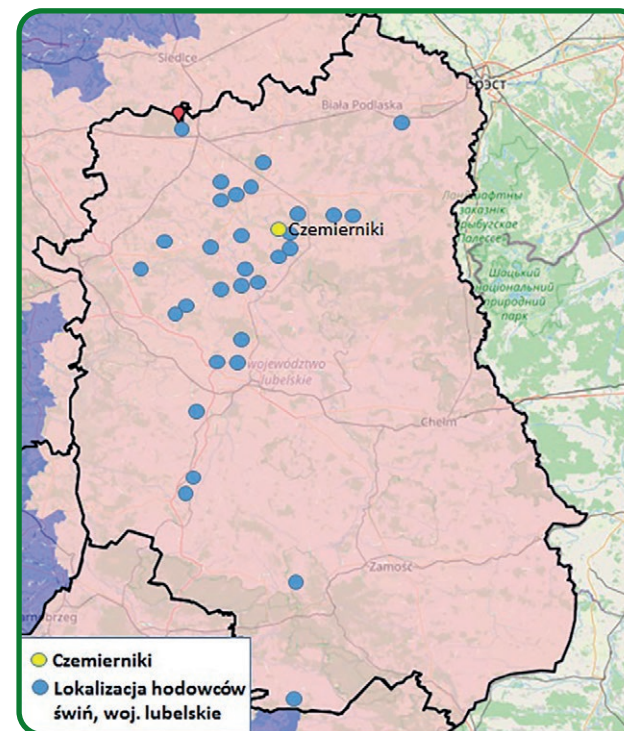 Siedlce
Biała Podlaska
Брэст
Ландшафтны
заказнік
Прыбугскае
Палессе
Шацький
національний
природний
парк
Czemierniki
województwo
lubelskie
Chełm
Zamość
arnobrzeg
Czemierniki
Lokalizacja hodowców
świń, woj. lubelskie